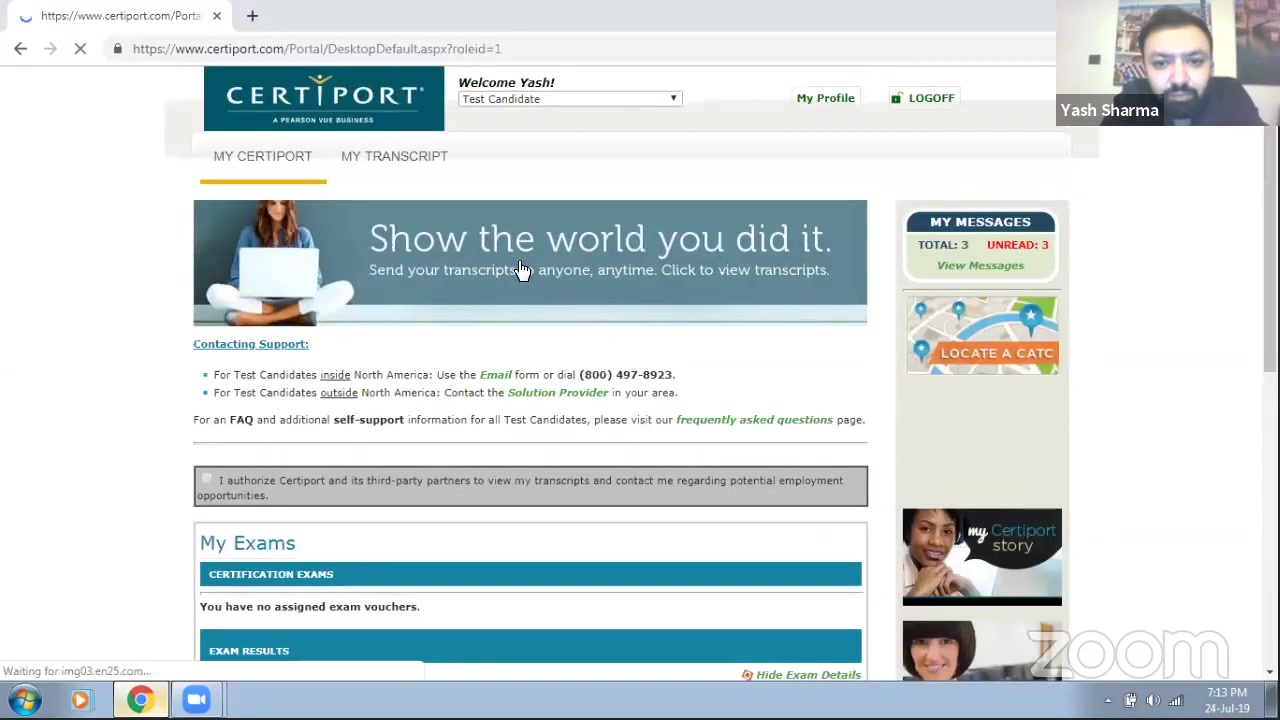 https://www.certiport.com/Porta
https://www.certiport.com/Portal/DesktopDefault.aspx?roleid=1
CERTIPORT
A PEARSON VUE BUSINESS
Welcome Yash!
Test Candidate
My Profile
LOGOFF
Yash Sharma
MY CERTIPORT
MY TRANSCRIPT
Show the world you did it.
Send your transcripts to anyone, anytime. Click to view transcripts.
MY MESSAGES
TOTAL: 3 UNREAD: 3
View Messages
LOCATE A CATC
Contacting Support:
For Test Candidates inside North America: Use the Email form or dial (800) 497-8923.
For Test Candidates outside North America: Contact the Solution Provider in your area.
For an FAQ and additional self-support information for all Test Candidates, please visit our frequently asked questions page.
I authorize Certiport and its third-party partners to view my transcripts and contact me regarding potential employment
opportunities.
my Certiport
story
My Exams
CERTIFICATION EXAMS
You have no assigned exam vouchers.
EXAM RESULTS
Hide Exam Details
Waiting for img03.en25.com...
zoom
7:13 PM
24-Jul-19